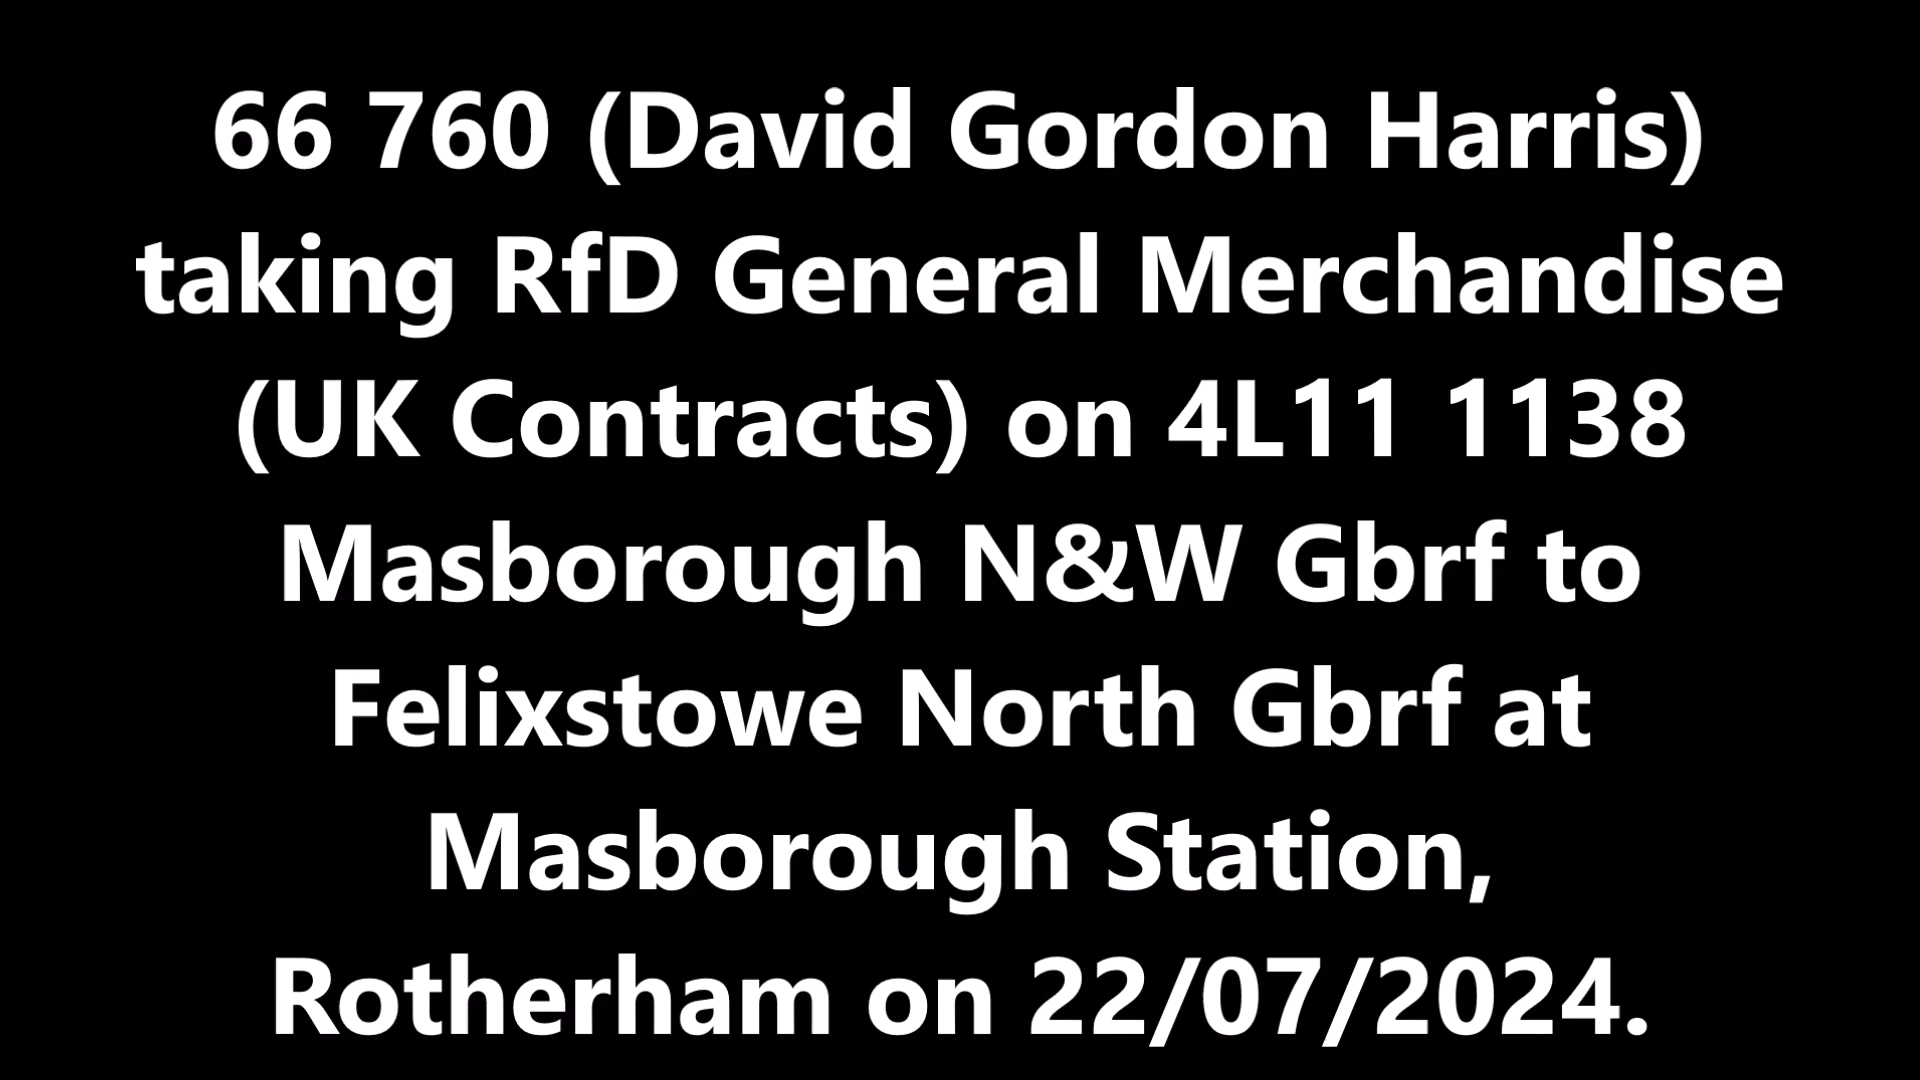 66 760 (David Gordon Harris)
taking RfD General Merchandise
(UK Contracts) on 4L11 1138
Masborough N&W Gbrf to
Felixstowe North Gbrf at
Masborough Station,
Rotherham on 22/07/2024.